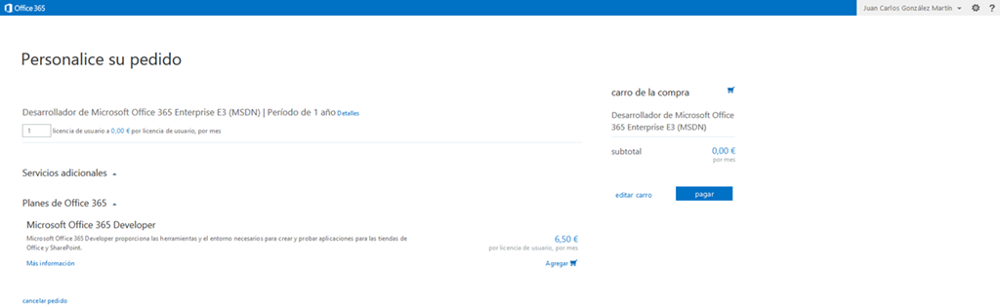 Office 365
Juan Carlos González Martín
?
Personalice su pedido
Desarrollador de Microsoft Office 365 Enterprise E3 (MSDN) | Período de 1 año Detalles
1 licencia de usuario a 0,00 € por licencia de usuario, por mes
Servicios adicionales
Planes de Office 365
Microsoft Office 365 Developer
Microsoft Office 365 Developer proporciona las herramientas y el entorno necesarios para crear y probar aplicaciones para las tiendas de
Office y SharePoint.
6,50 €
por licencia de usuario, por mes
Más información
Agregar
cancelar pedido
carro de la compra
Desarrollador de Microsoft Office
365 Enterprise E3 (MSDN)
subtotal 0,00 €
por mes
editar carro
pagar